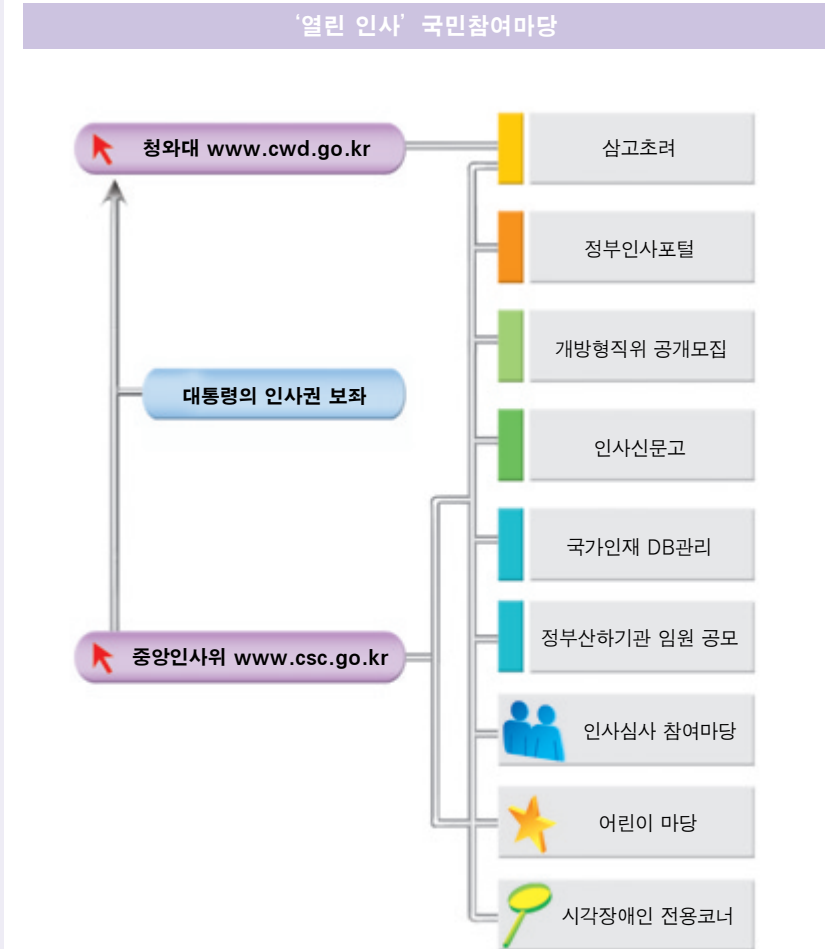 ‘열린 인사’ 국민참여마당
청와대 www.cwd.go.kr
삼고초려
정부인사포털
개방형직위 공개모집
대통령의 인사권 보좌
인사신문고
국가인재 DB관리
정부산하기관 임원 공모
중앙인사위 www.csc.go.kr
인사심사 참여마당
어린이 마당
시각장애인 전용코너